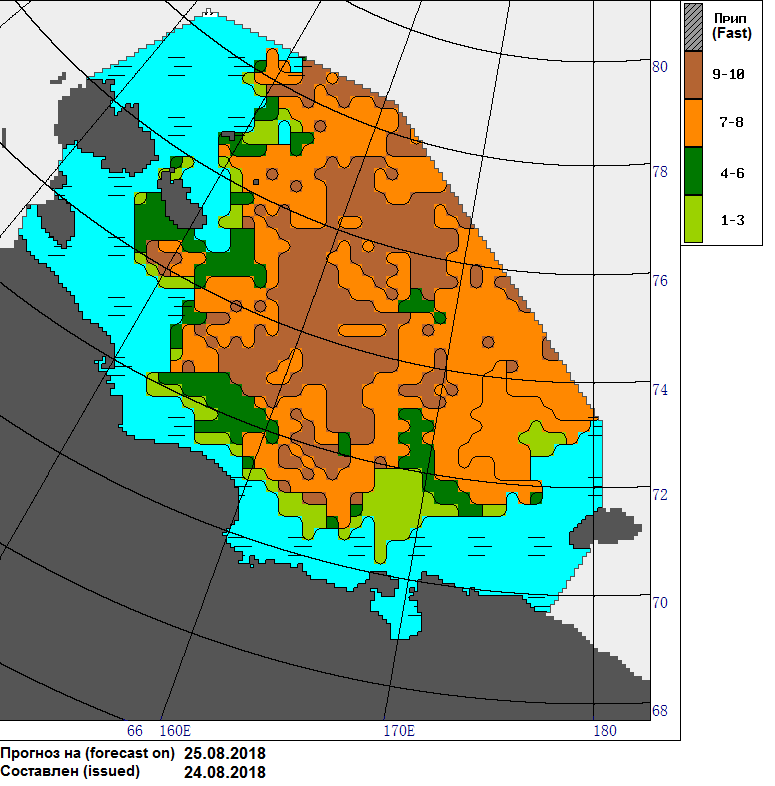 Прип
(Fast)
9-10
7-8
4-6
1-3
80
78
76
74
72
70
68
66 160E 170E 180
Прогноз на (forecast on) 25.08.2018
Составлен (issued) 24.08.2018